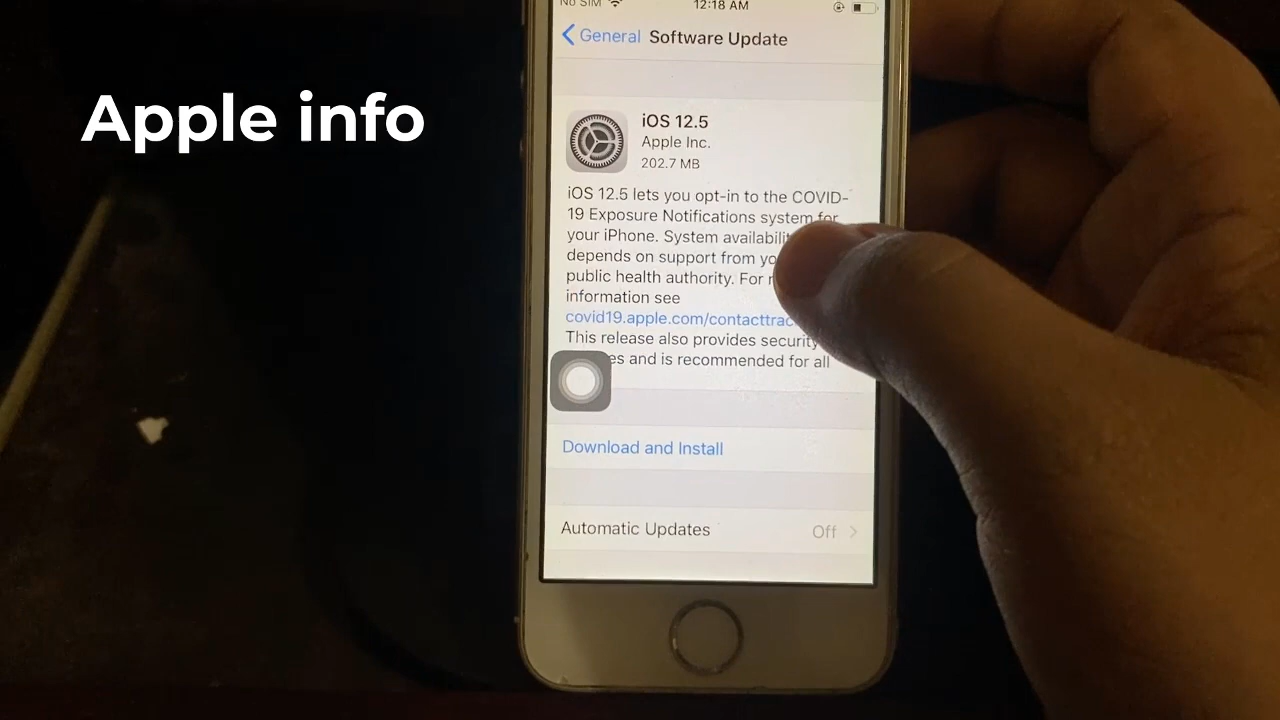 No SIM
12:18 AM
General Software Update
Apple info
iOS 12.5
Apple Inc.
202.7 MB
iOS 12.5 lets you opt-in to the COVID-
19 Exposure Notifications system for
your iPhone. System availabilit
depends on support from yo
public health authority. For
information see
covid19.apple.com/contacttrac
This release also provides security
es and is recommended for all
Download and Install
Automatic Updates Off